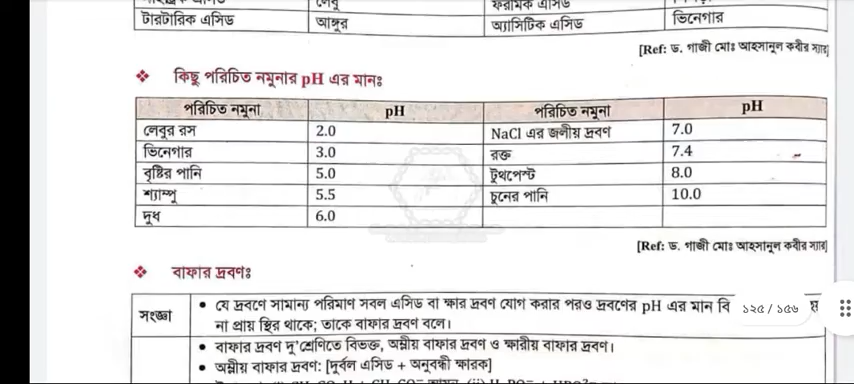 লেবু
টারটারিক এসিড আঙ্গুর অ্যাসিটিক এসিড ভিনেগার
[Ref: ড. গাজী মোঃ আহসানুল কবীর স্যার]
❖ কিছু পরিচিত নমুনার pH এর মানঃ
পরিচিত নমুনা pH পরিচিত নমুনা pH
লেবুর রস 2.0 NaCl এর জলীয় দ্রবণ 7.0
ভিনেগার 3.0 রক্ত 7.4
বৃষ্টির পানি 5.0 টুথপেস্ট 8.0
শ্যাম্পু 5.5 চুনের পানি 10.0
দুধ 6.0
[Ref: ড. গাজী মোঃ আহসানুল কবীর স্যার]
❖ বাফার দ্রবণঃ
সংজ্ঞা • যে দ্রবণে সামান্য পরিমাণ সবল এসিড বা ক্ষার দ্রবণ যোগ করার পরও দ্রবণের pH এর মান
১২৫ / ১৫৬
না প্রায় স্থির থাকে; তাকে বাফার দ্রবণ বলে।
• বাফার দ্রবণ দু'শ্রেণিতে বিভক্ত, অম্লীয় বাফার দ্রবণ ও ক্ষারীয় বাফার দ্রবণ।
• অম্লীয় বাফার দ্রবণ: [দুর্বল এসিড + অনুবন্ধী ক্ষারক]